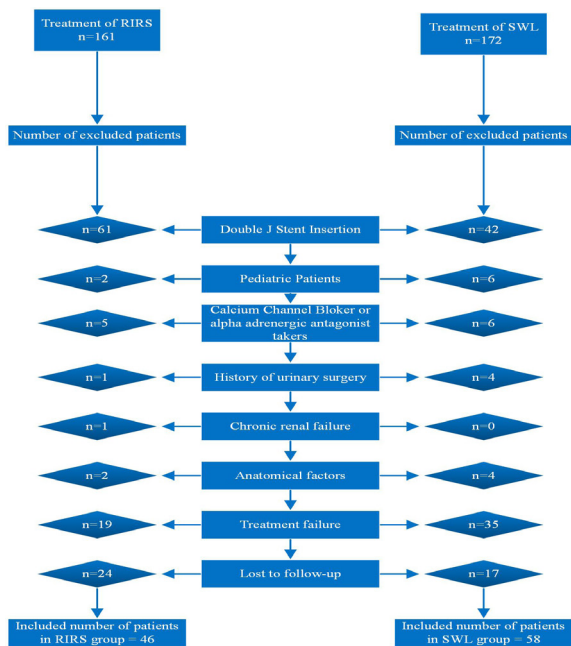 Treatment of RIRS
n=161
Treatment of SWL
n=172
Number of excluded patients
Number of excluded patients
n=61
Double J Stent Insertion
n=42
n=2
Pediatric Patients
n=6
n=5
Calcium Channel Bloker or
alpha adrenergic antagonist
takers
n=6
n=1
History of urinary surgery
n=4
n=1
Chronic renal failure
n=0
n=2
Anatomical factors
n=4
n=19
Treatment failure
n=35
n=24
Lost to follow-up
n=17
Included number of patients
in RIRS group = 46
Included number of patients
in SWL group = 58